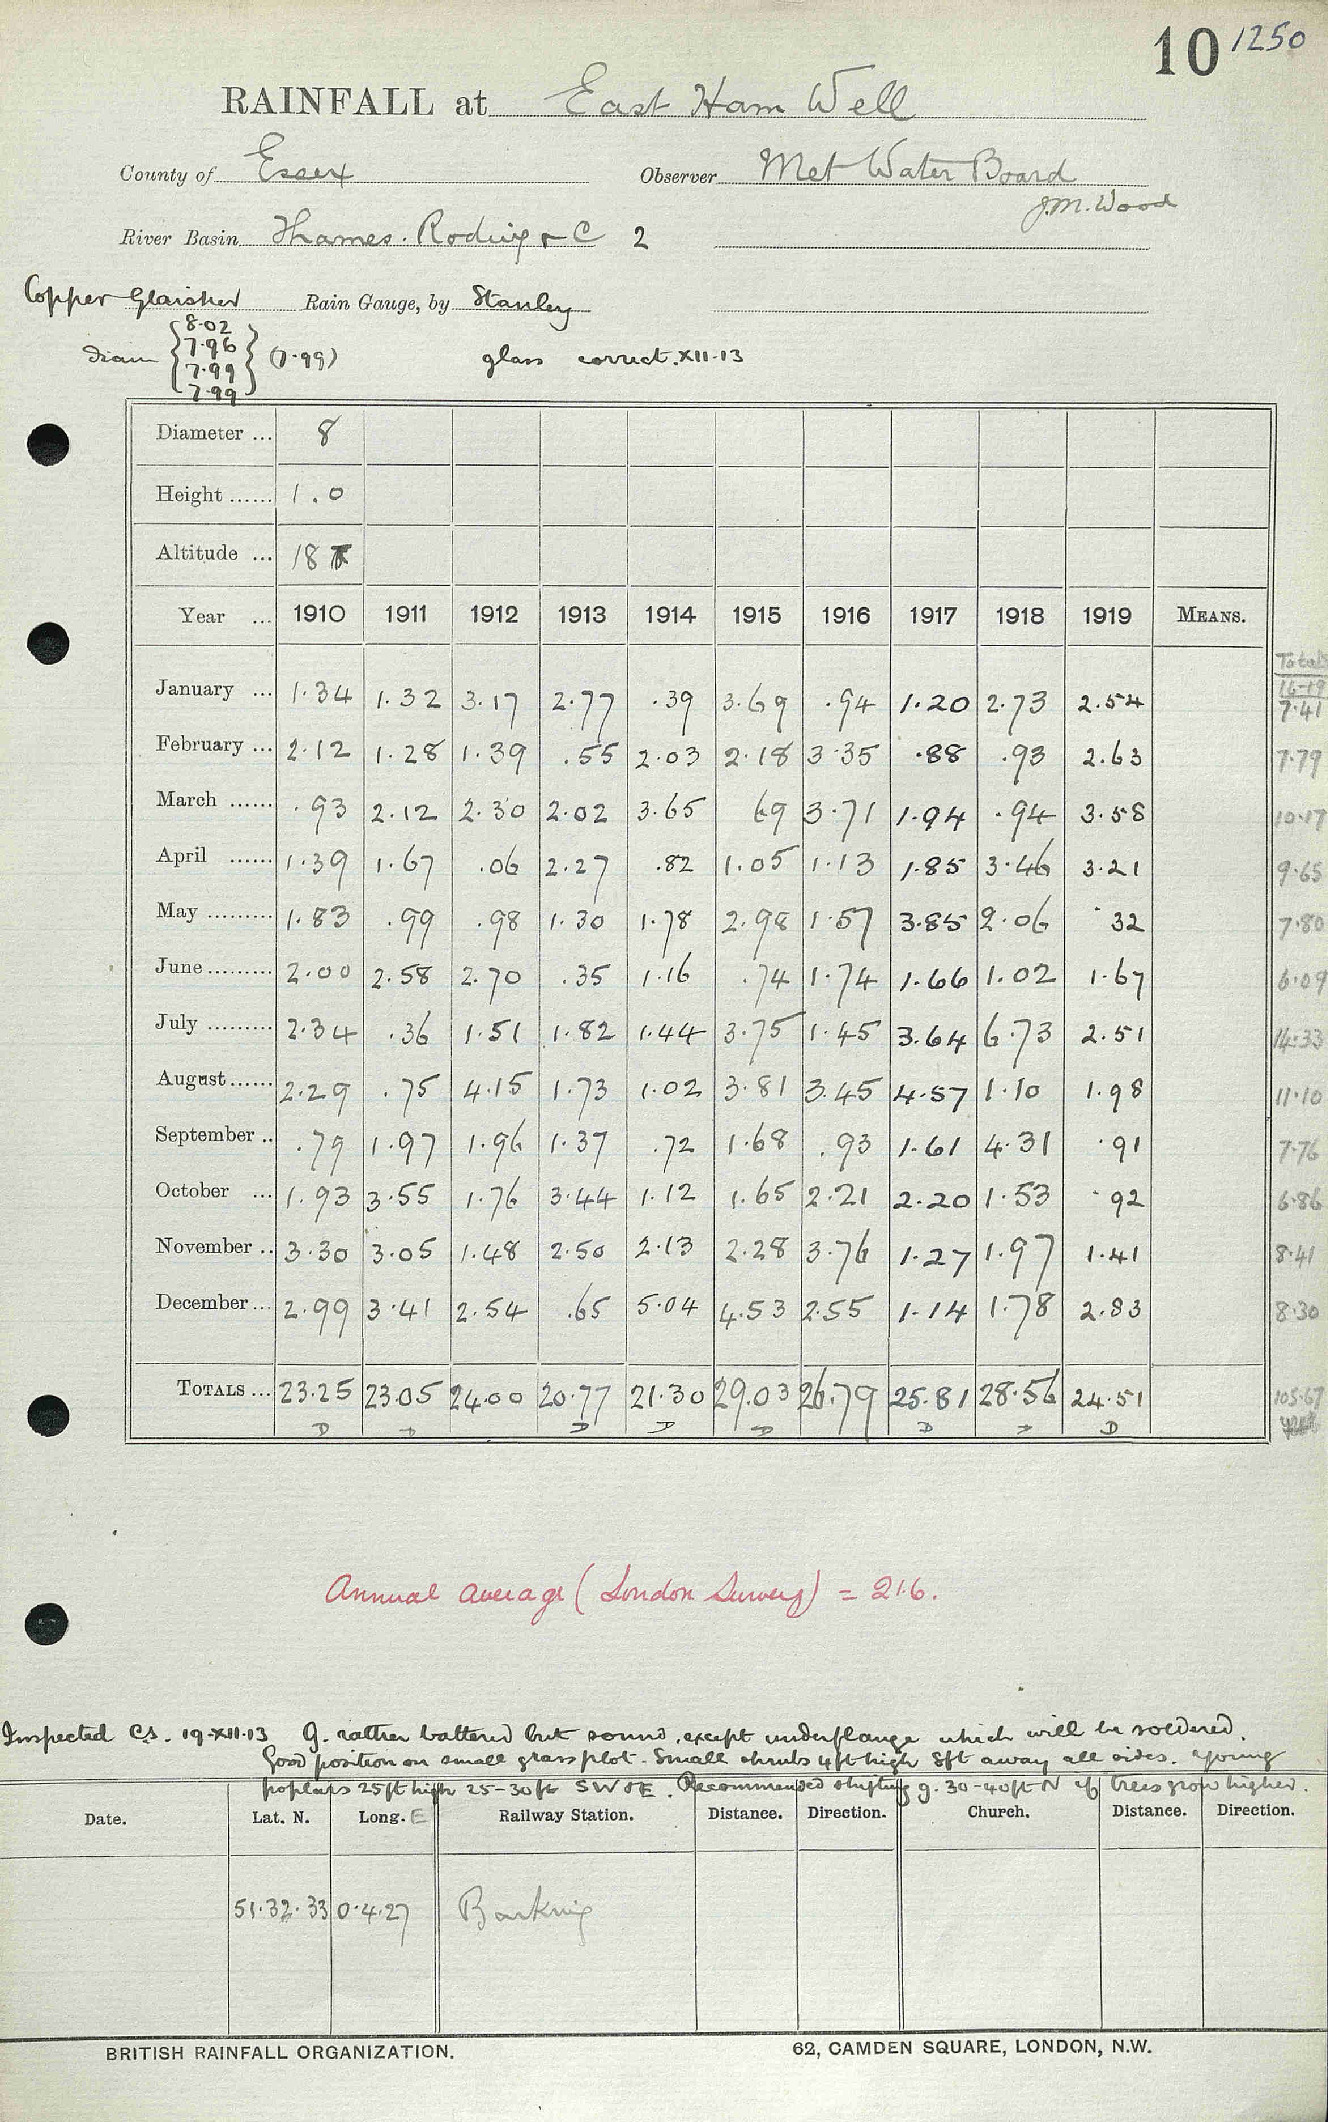 10 1250
RAINFALL at East Ham Well
County of Essex Observer Met Water Board
J.M. Wood
River Basin Thames. Roding & C 2
Copper Glaisher Rain Gauge, by Stanley
diam { 8.02 7.96 7.99 7.99 } (7.99) glass correct. XII.13
Diameter ... 8
Height ...... 1.0
Altitude ... 18
Year ... 1910 1911 1912 1913 1914 1915 1916 1917 1918 1919 MEANS.
Total
14-19
January ... 1.34 1.32 3.17 2.77 .39 3.69 .94 1.20 2.73 2.54 7.41
February ... 2.12 1.28 1.39 .55 2.03 2.18 3.35 .88 .93 2.63 7.79
March ...... .93 2.12 2.30 2.02 3.65 69 3.71 1.94 .94 3.58 10.17
April ...... 1.39 1.67 .06 2.27 .82 1.05 1.13 1.85 3.46 3.21 9.65
May ......... 1.83 .99 .98 1.30 1.78 2.98 1.57 3.85 2.06 .32 7.80
June ......... 2.00 2.58 2.70 .35 1.16 .74 1.74 1.66 1.02 1.67 6.09
July ......... 2.34 .36 1.51 1.82 1.44 3.75 1.45 3.64 6.73 2.51 14.33
August ...... 2.29 .75 4.15 1.73 1.02 3.81 3.45 4.57 1.10 1.98 11.10
September .. .79 1.97 1.96 1.37 .72 1.68 .93 1.61 4.31 .91 7.76
October ... 1.93 3.55 1.76 3.44 1.12 1.65 2.21 2.20 1.53 .92 6.86
November .. 3.30 3.05 1.48 2.50 2.13 2.28 3.76 1.27 1.97 1.41 8.41
December ... 2.99 3.41 2.54 .65 5.04 4.53 2.55 1.14 1.78 2.83 8.30
TOTALS ... 23.25 23.05 24.00 20.77 21.30 29.03 26.79 25.81 28.56 24.51 105.67
D D D D D D D D
Annual average (London Survey) = 21.6.
Inspected CS. 19.XII.13 G. rather battered but sound, except underflange which will be soldered.
Good position on small grass plot. Small shrubs 4ft high 8ft away all sides. Young
poplars 25ft high 25-30ft SW & E. Recommended shifting g. 30-40ft N if trees grow higher.
Date. Lat. N. Long. E Railway Station. Distance. Direction. Church. Distance. Direction.
51.32.33 0.4.27 Barking
BRITISH RAINFALL ORGANIZATION. 62, CAMDEN SQUARE, LONDON, N.W.